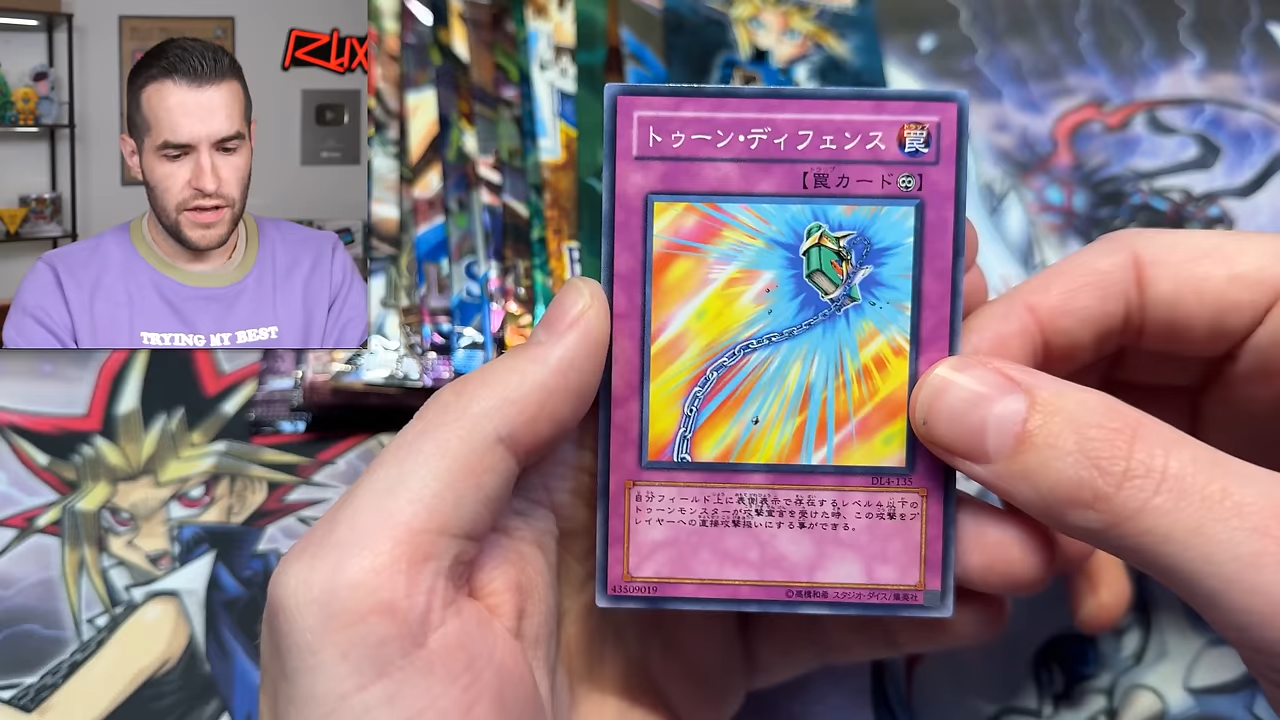 RUX
TRYING MY BEST
トゥーン・ディフェンス
トラップ
罠
【罠カード】
DL4-135
自分フィールド上に表側表示で存在するレベル4以下の
トゥーンモンスターが攻撃宣言を受けた時、この攻撃をプ
レイヤーへの直接攻撃扱いにする事ができる。
43509019
©高橋和希 スタジオ・ダイス/集英社